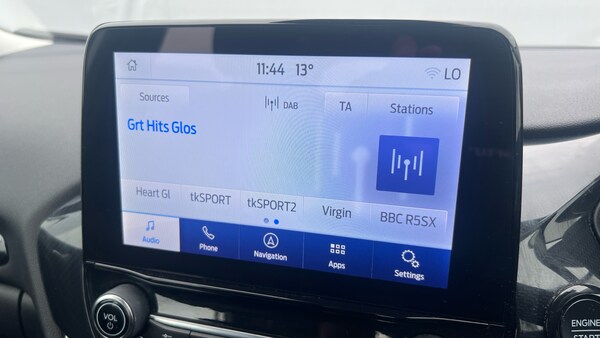 11:44 13° LO
Sources DAB TA Stations
Grt Hits Glos
Heart Gl tkSPORT tkSPORT2 Virgin BBC R5SX
Audio Phone Navigation Apps Settings
VOL
ENGINE
START